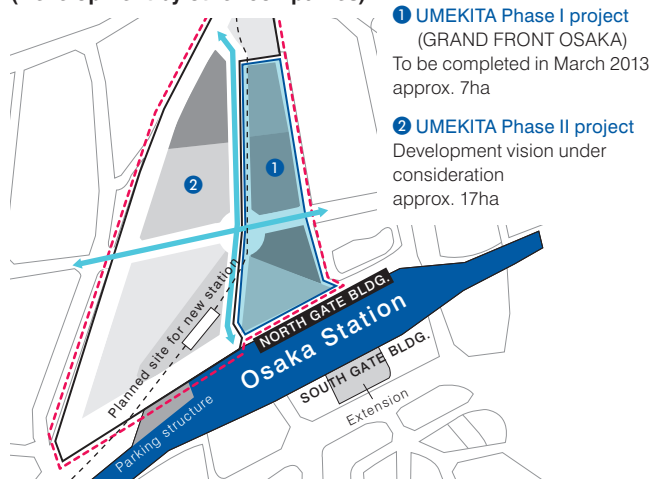 1 UMEKITA Phase I project
(GRAND FRONT OSAKA)
To be completed in March 2013
approx. 7ha
2 UMEKITA Phase II project
Development vision under
consideration
approx. 17ha
1
2
Planned site for new station
NORTH GATE BLDG.
Osaka Station
SOUTH GATE BLDG.
Extension
Parking structure